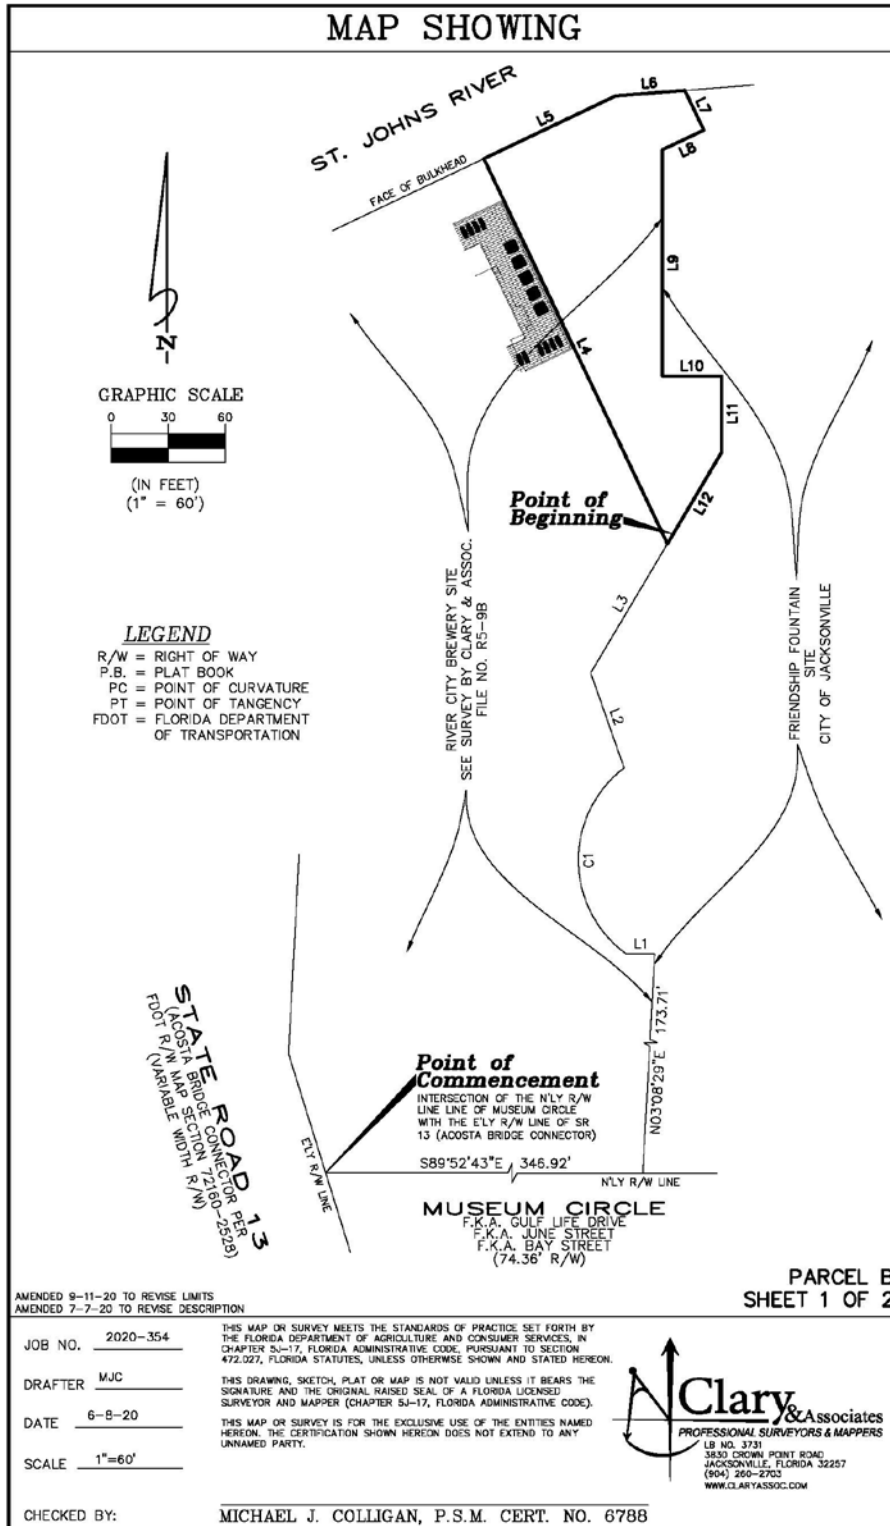 MAP SHOWING
ST. JOHNS RIVER
FACE OF BULKHEAD
L5
L6
L7
L8
L9
L10
L11
L12
L4
N
GRAPHIC SCALE
0 30 60
(IN FEET)
(1" = 60')
Point of
Beginning
LEGEND
R/W = RIGHT OF WAY
P.B. = PLAT BOOK
PC = POINT OF CURVATURE
PT = POINT OF TANGENCY
FDOT = FLORIDA DEPARTMENT
OF TRANSPORTATION
RIVER CITY BREWERY SITE
SEE SURVEY BY CLARY & ASSOC.
FILE NO. R5-9B
FRIENDSHIP FOUNTAIN
SITE
CITY OF JACKSONVILLE
L3
L2
C1
L1
N03°08'29"E 173.71'
STATE ROAD 13
(ACOSTA BRIDGE CONNECTOR PER
FDOT R/W MAP SECTION 72160-2528)
(VARIABLE WIDTH R/W)
E'LY R/W LINE
Point of
Commencement
INTERSECTION OF THE N'LY R/W
LINE LINE OF MUSEUM CIRCLE
WITH THE E'LY R/W LINE OF SR
13 (ACOSTA BRIDGE CONNECTOR)
S89°52'43"E 346.92'
N'LY R/W LINE
MUSEUM CIRCLE
F.K.A. GULF LIFE DRIVE
F.K.A. JUNE STREET
F.K.A. BAY STREET
(74.36' R/W)
PARCEL B
SHEET 1 OF 2
AMENDED 9-11-20 TO REVISE LIMITS
AMENDED 7-7-20 TO REVISE DESCRIPTION
JOB NO. 2020-354
DRAFTER MJC
DATE 6-8-20
SCALE 1"=60'
CHECKED BY:
THIS MAP OR SURVEY MEETS THE STANDARDS OF PRACTICE SET FORTH BY
THE FLORIDA DEPARTMENT OF AGRICULTURE AND CONSUMER SERVICES, IN
CHAPTER 5J-17, FLORIDA ADMINISTRATIVE CODE, PURSUANT TO SECTION
472.027, FLORIDA STATUTES, UNLESS OTHERWISE SHOWN AND STATED HEREON.
THIS DRAWING, SKETCH, PLAT OR MAP IS NOT VALID UNLESS IT BEARS THE
SIGNATURE AND THE ORIGINAL RAISED SEAL OF A FLORIDA LICENSED
SURVEYOR AND MAPPER (CHAPTER 5J-17, FLORIDA ADMINISTRATIVE CODE).
THIS MAP OR SURVEY IS FOR THE EXCLUSIVE USE OF THE ENTITIES NAMED
HEREON. THE CERTIFICATION SHOWN HEREON DOES NOT EXTEND TO ANY
UNNAMED PARTY.
MICHAEL J. COLLIGAN, P.S.M. CERT. NO. 6788
Clary
& Associates
PROFESSIONAL SURVEYORS & MAPPERS
LB NO. 3731
3830 CROWN POINT ROAD
JACKSONVILLE, FLORIDA 32257
(904) 260-2703
WWW.CLARYASSOC.COM